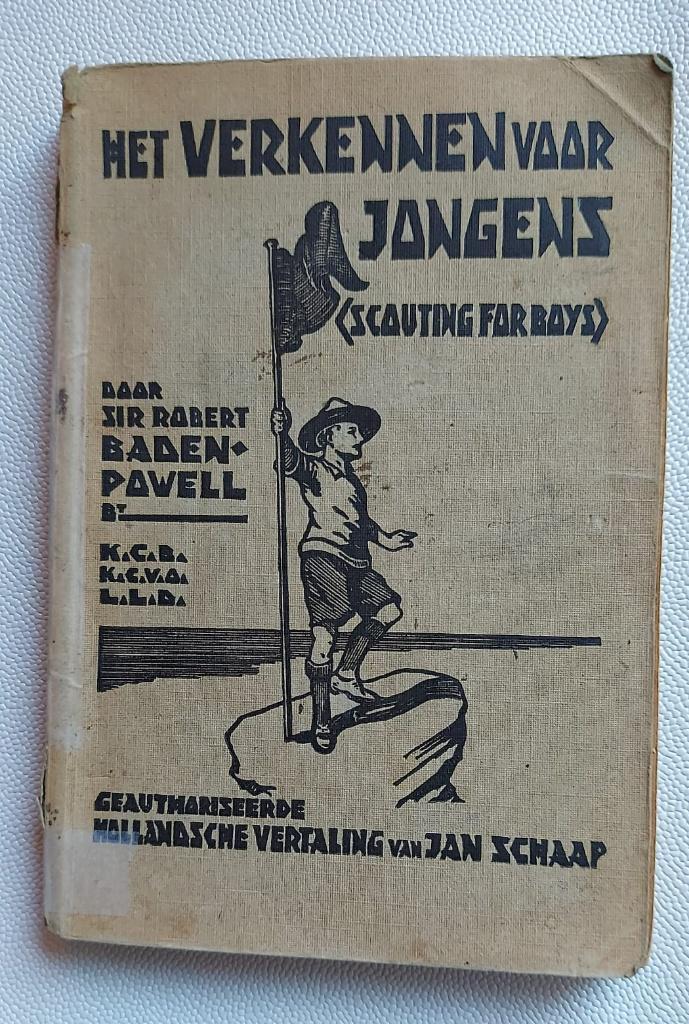 HET VERKENNEN VOOR
JONGENS
(SCOUTING FOR BOYS)
DOOR
SIR ROBERT
BADEN-
POWELL
BT
K.C.B.
K.C.V.O.
L.L.D.
GEAUTHORISEERDE
HOLLANDSCHE VERTALING VAN JAN SCHAAP